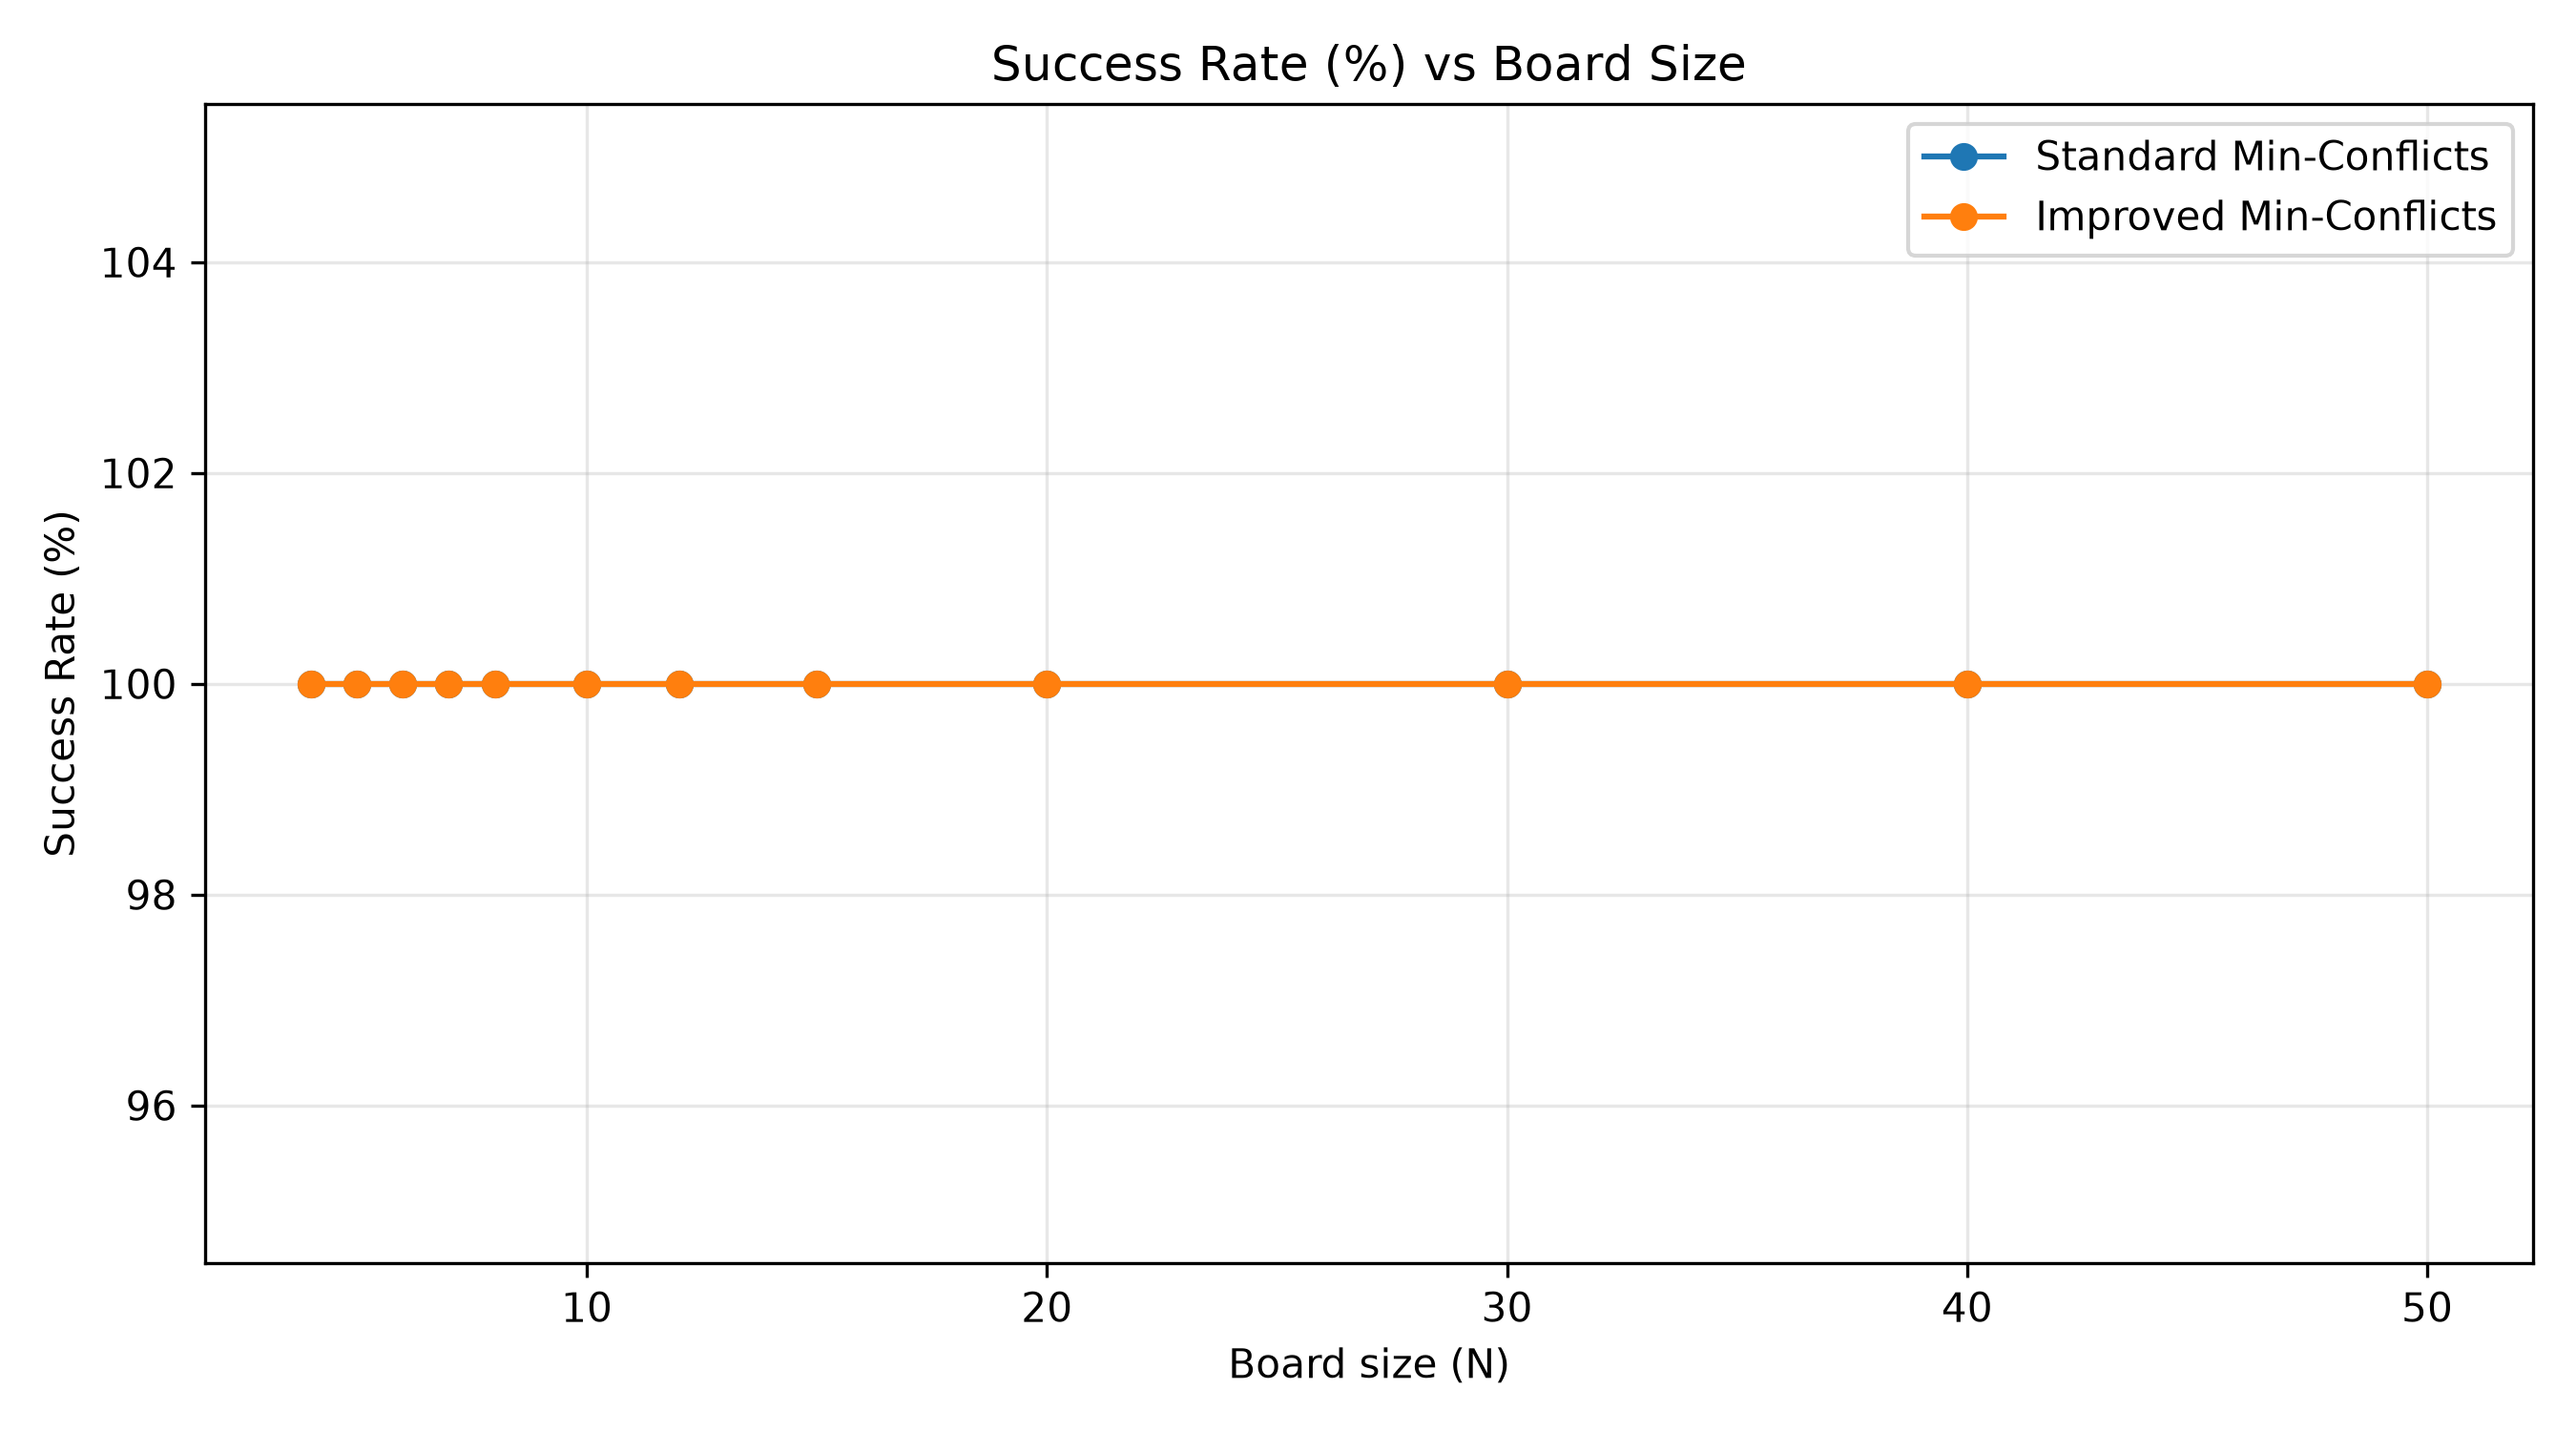 Success Rate (%) vs Board Size
Standard Min-Conflicts
Improved Min-Conflicts
104
102
100
98
96
Success Rate (%)
10 20 30 40 50
Board size (N)